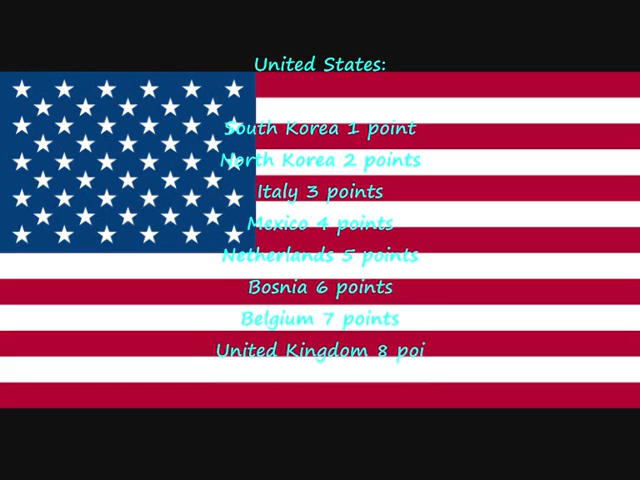 United States:
South Korea 1 point
North Korea 2 points
Italy 3 points
Mexico 4 points
Netherlands 5 points
Bosnia 6 points
Belgium 7 points
United Kingdom 8 poi